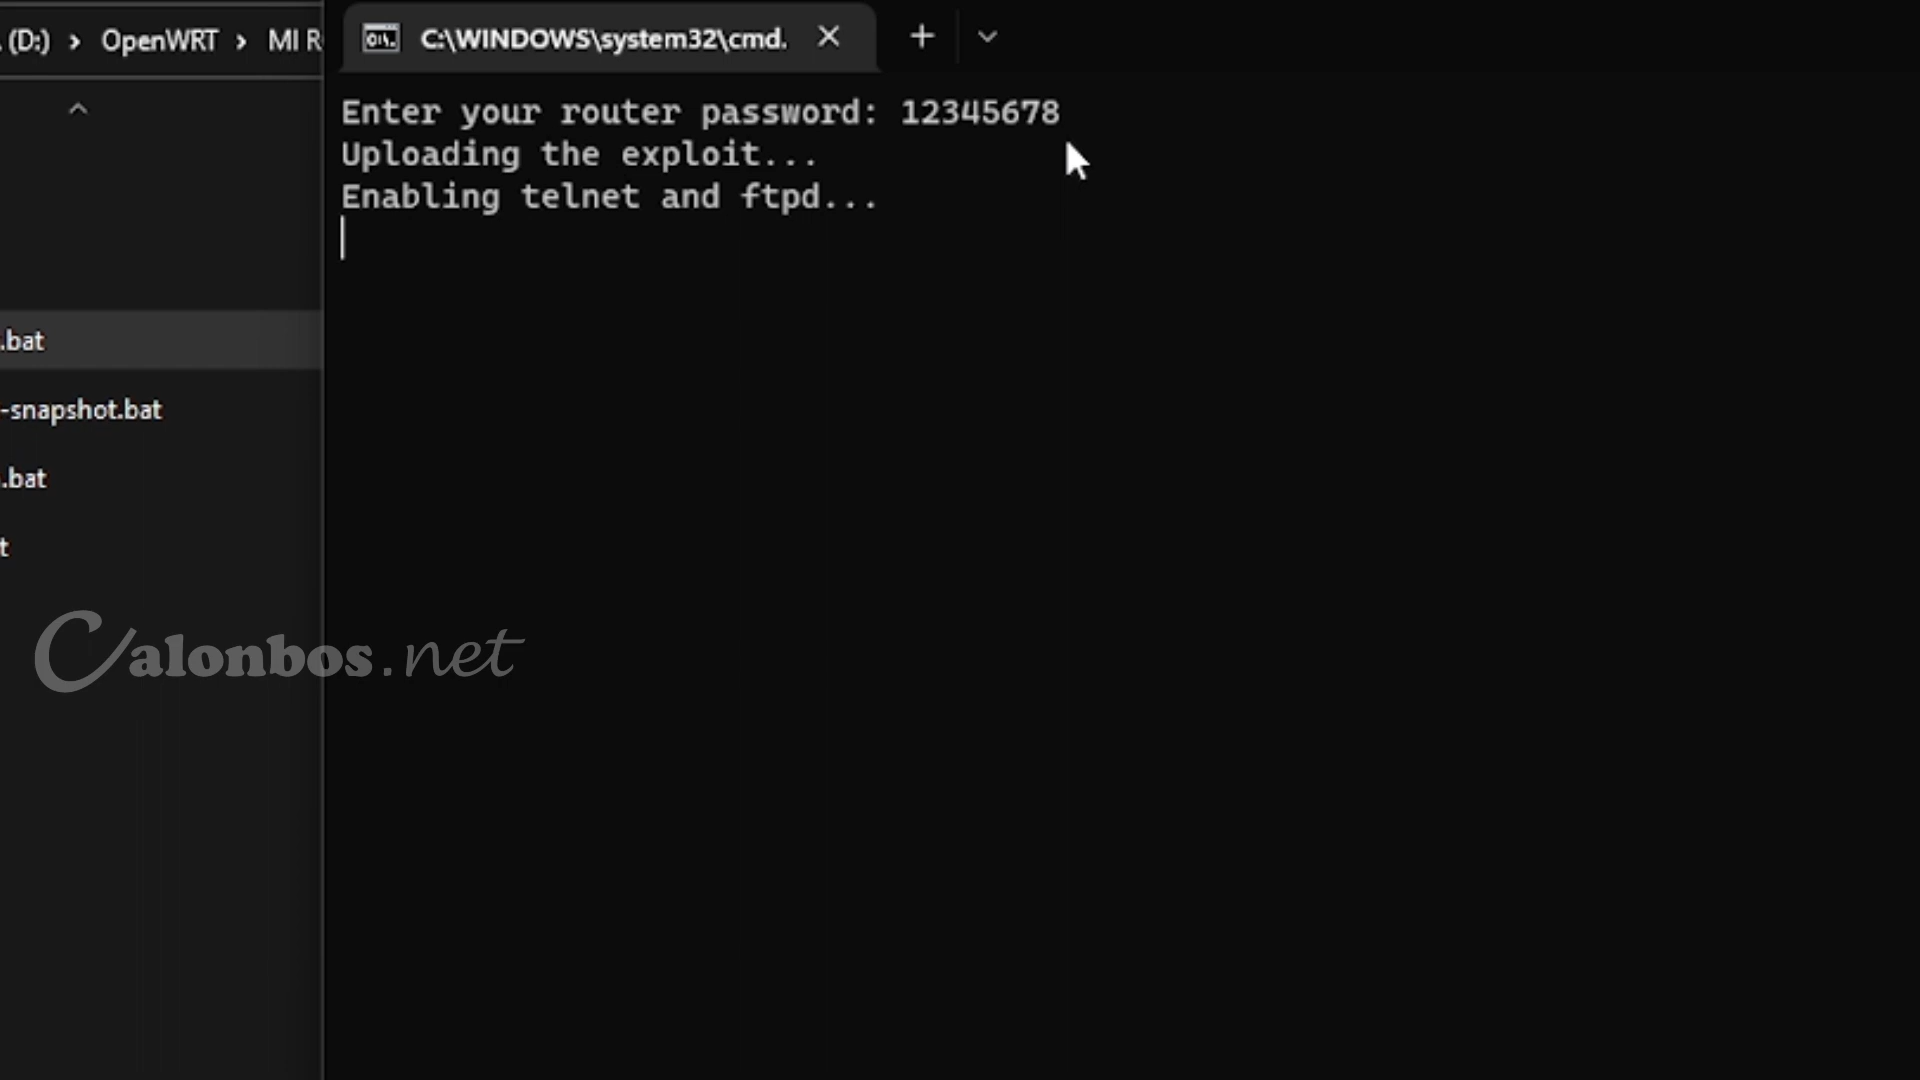 (D:) > OpenWRT > MI R
C:\WINDOWS\system32\cmd.
Enter your router password: 12345678
Uploading the exploit...
Enabling telnet and ftpd...
.bat
-snapshot.bat
.bat
t
Calonbos.net